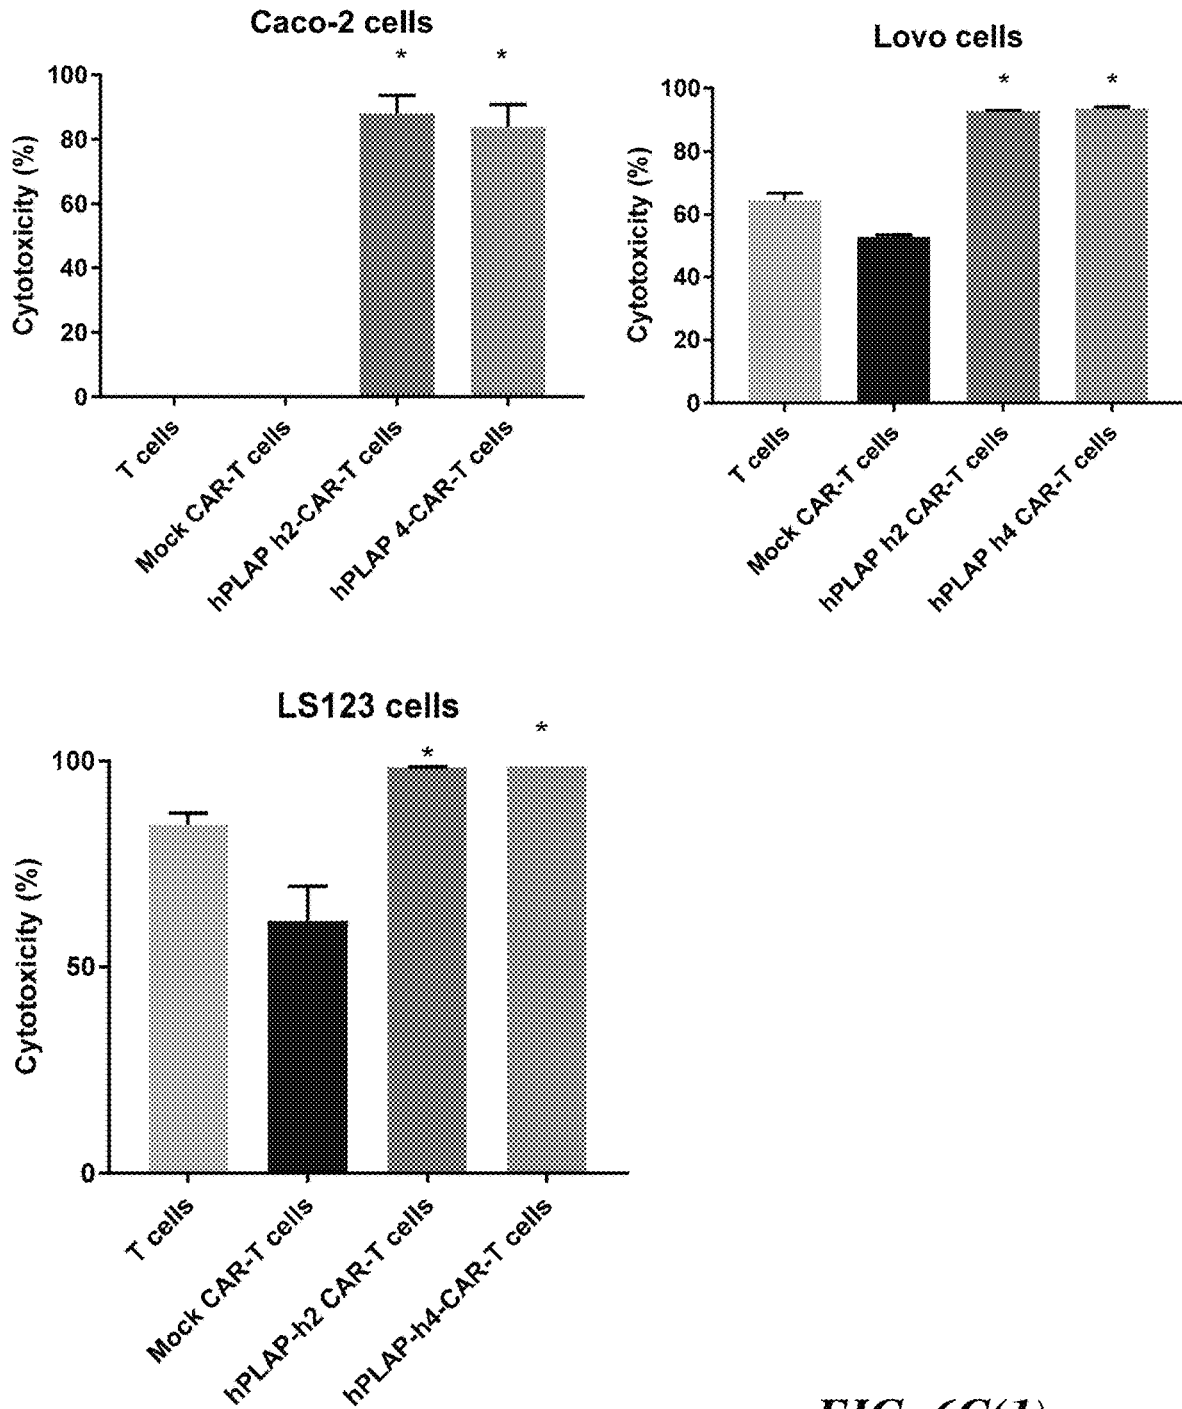 Caco-2 cells
* *
Cytotoxicity (%)
100
80
60
40
20
0
T cells
Mock CAR-T cells
hPLAP h2-CAR-T cells
hPLAP 4-CAR-T cells
Lovo cells
* *
Cytotoxicity (%)
100
80
60
40
20
0
T cells
Mock CAR-T cells
hPLAP h2 CAR-T cells
hPLAP h4 CAR-T cells
LS123 cells
* *
Cytotoxicity (%)
100
50
0
T cells
Mock CAR-T cells
hPLAP-h2 CAR-T cells
hPLAP-h4-CAR-T cells
FIG. 6C(1)